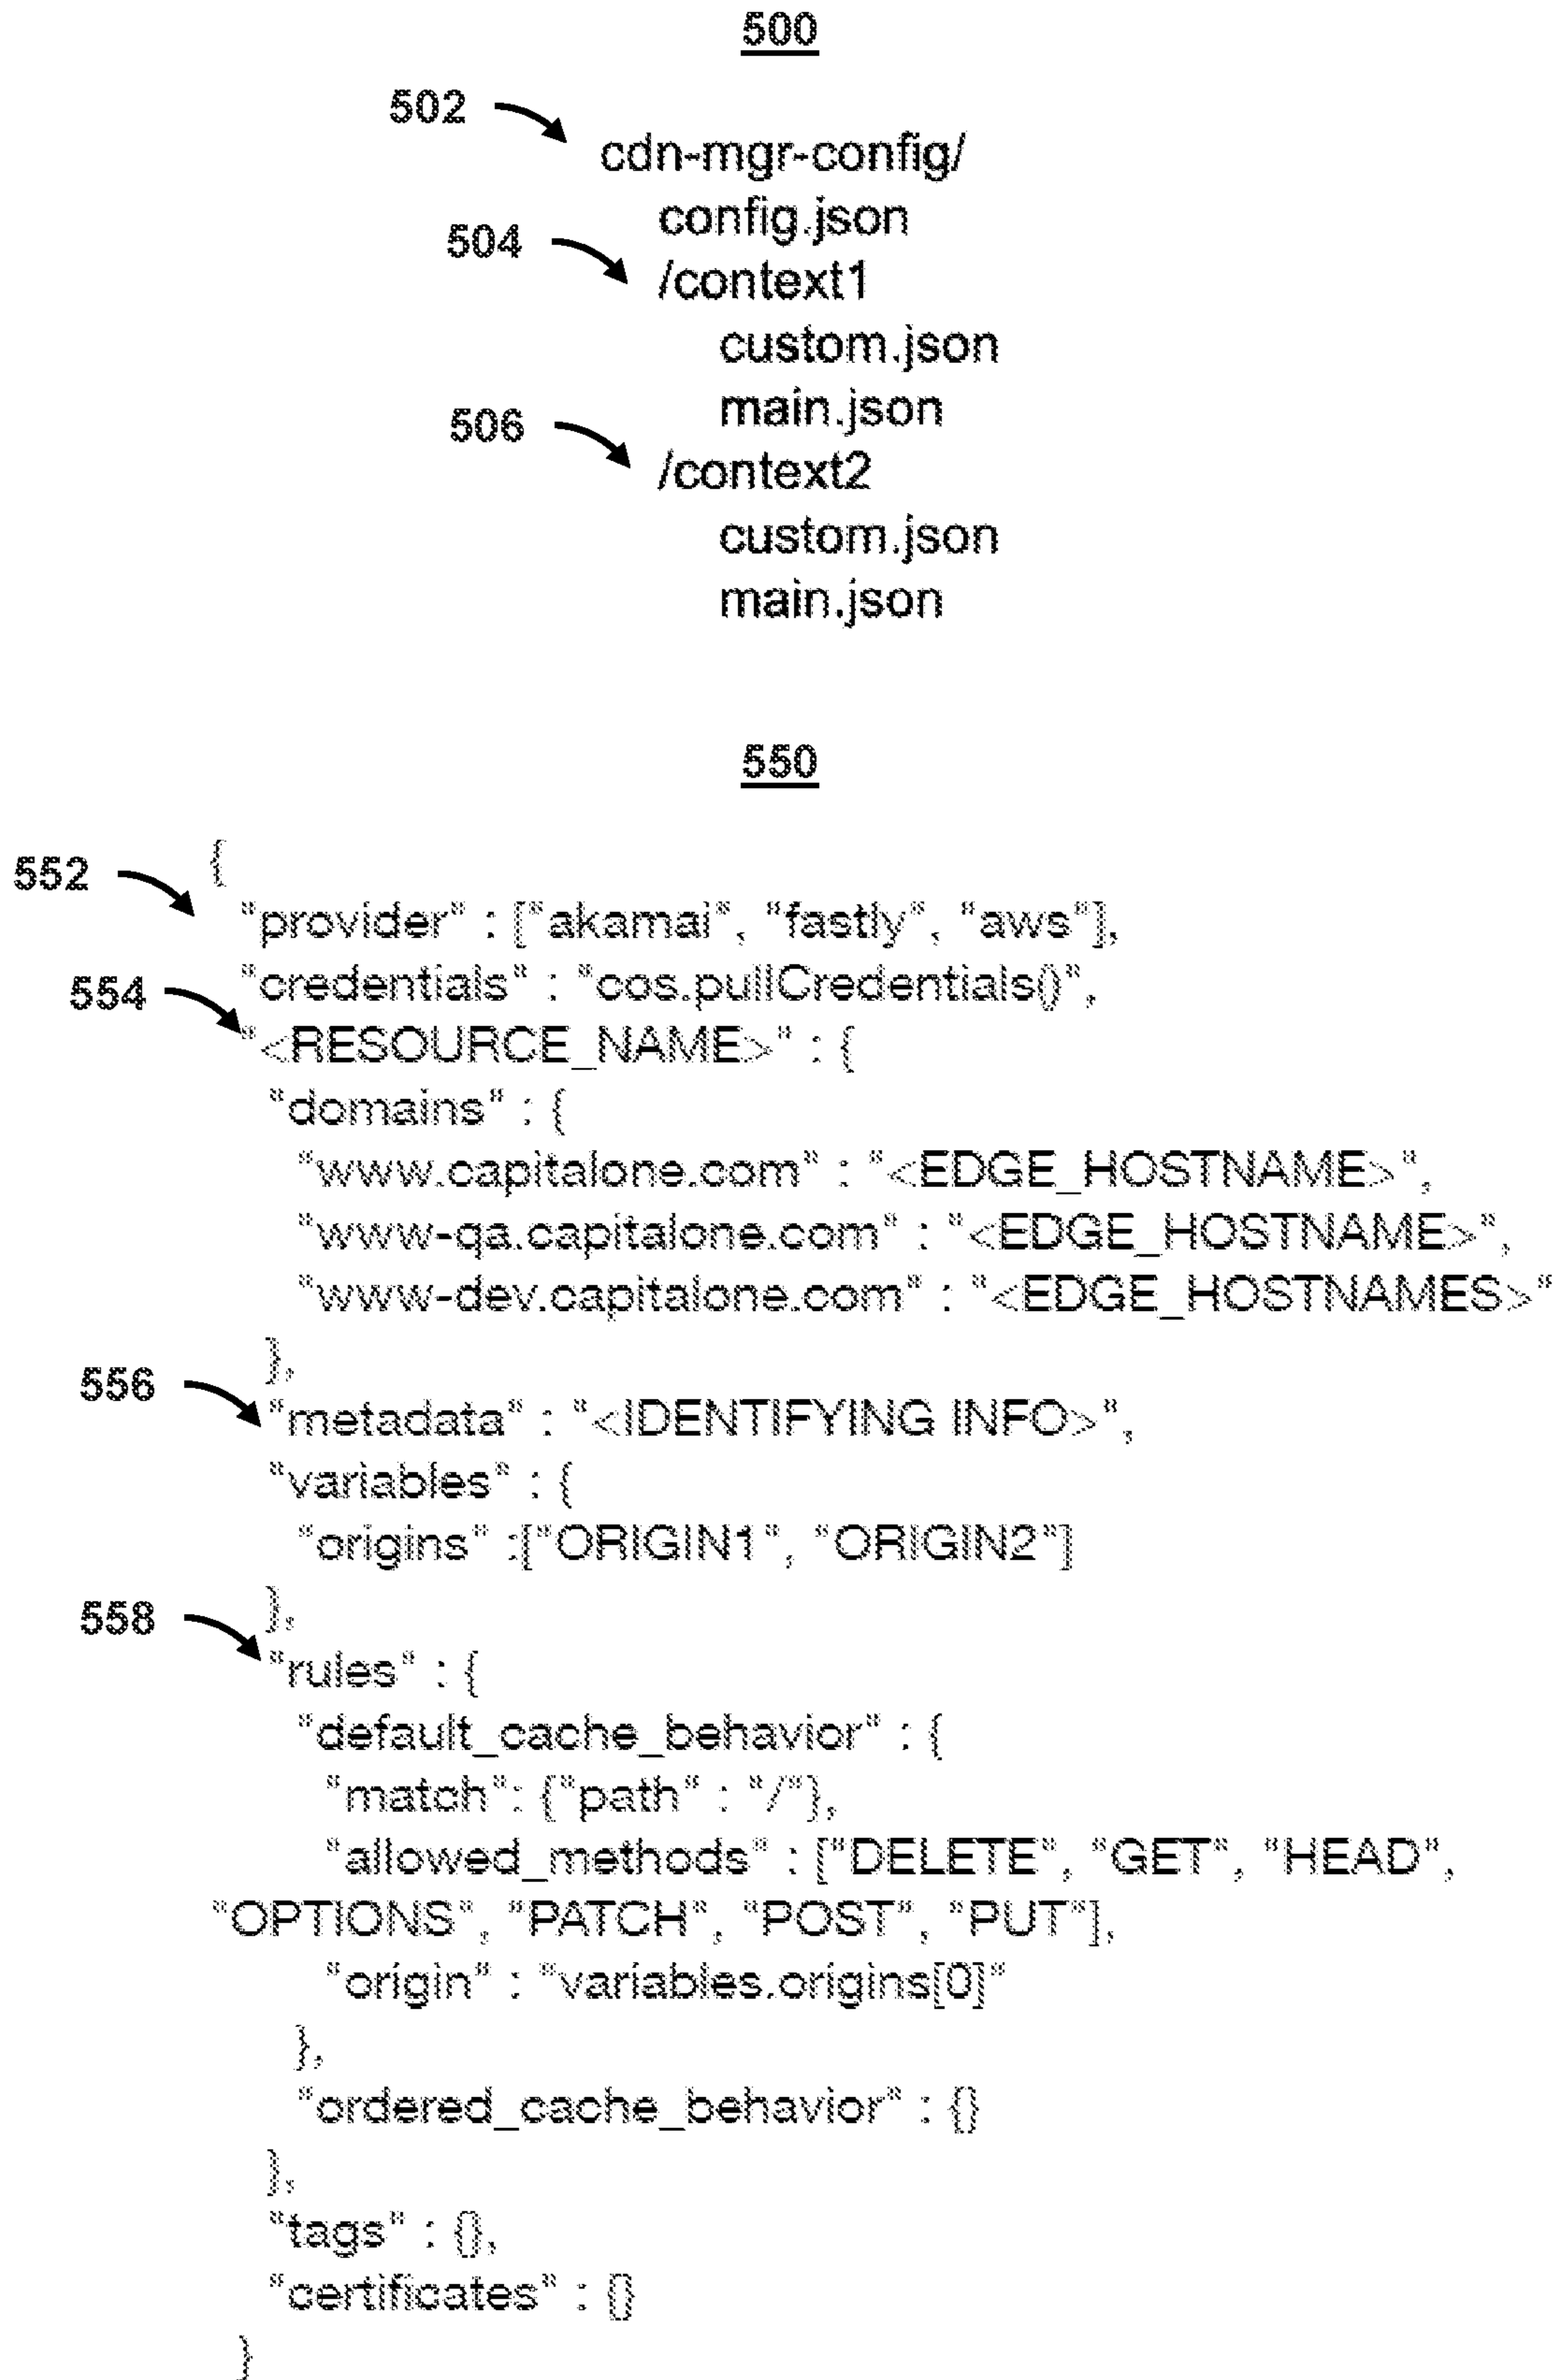 500
502
cdn-mgr-config/
config.json
504
/context1
custom.json
main.json
506
/context2
custom.json
main.json
550
{
552
"provider" : ["akamai", "fastly", "aws"],
"credentials" : "cos.pullCredentials()",
554
"<RESOURCE_NAME>" : {
"domains" : {
"www.capitalone.com" : "<EDGE_HOSTNAME>",
"www-qa.capitalone.com" : "<EDGE_HOSTNAME>",
"www-dev.capitalone.com" : "<EDGE_HOSTNAMES>"
},
556
"metadata" : "<IDENTIFYING INFO>",
"variables" : {
"origins" :["ORIGIN1", "ORIGIN2"]
},
558
"rules" : {
"default_cache_behavior" : {
"match": {"path" : "/"},
"allowed_methods" : ["DELETE", "GET", "HEAD",
"OPTIONS", "PATCH", "POST", "PUT"],
"origin" : "variables.origins[0]"
},
"ordered_cache_behavior" : {}
},
"tags" : {},
"certificates" : {}
}